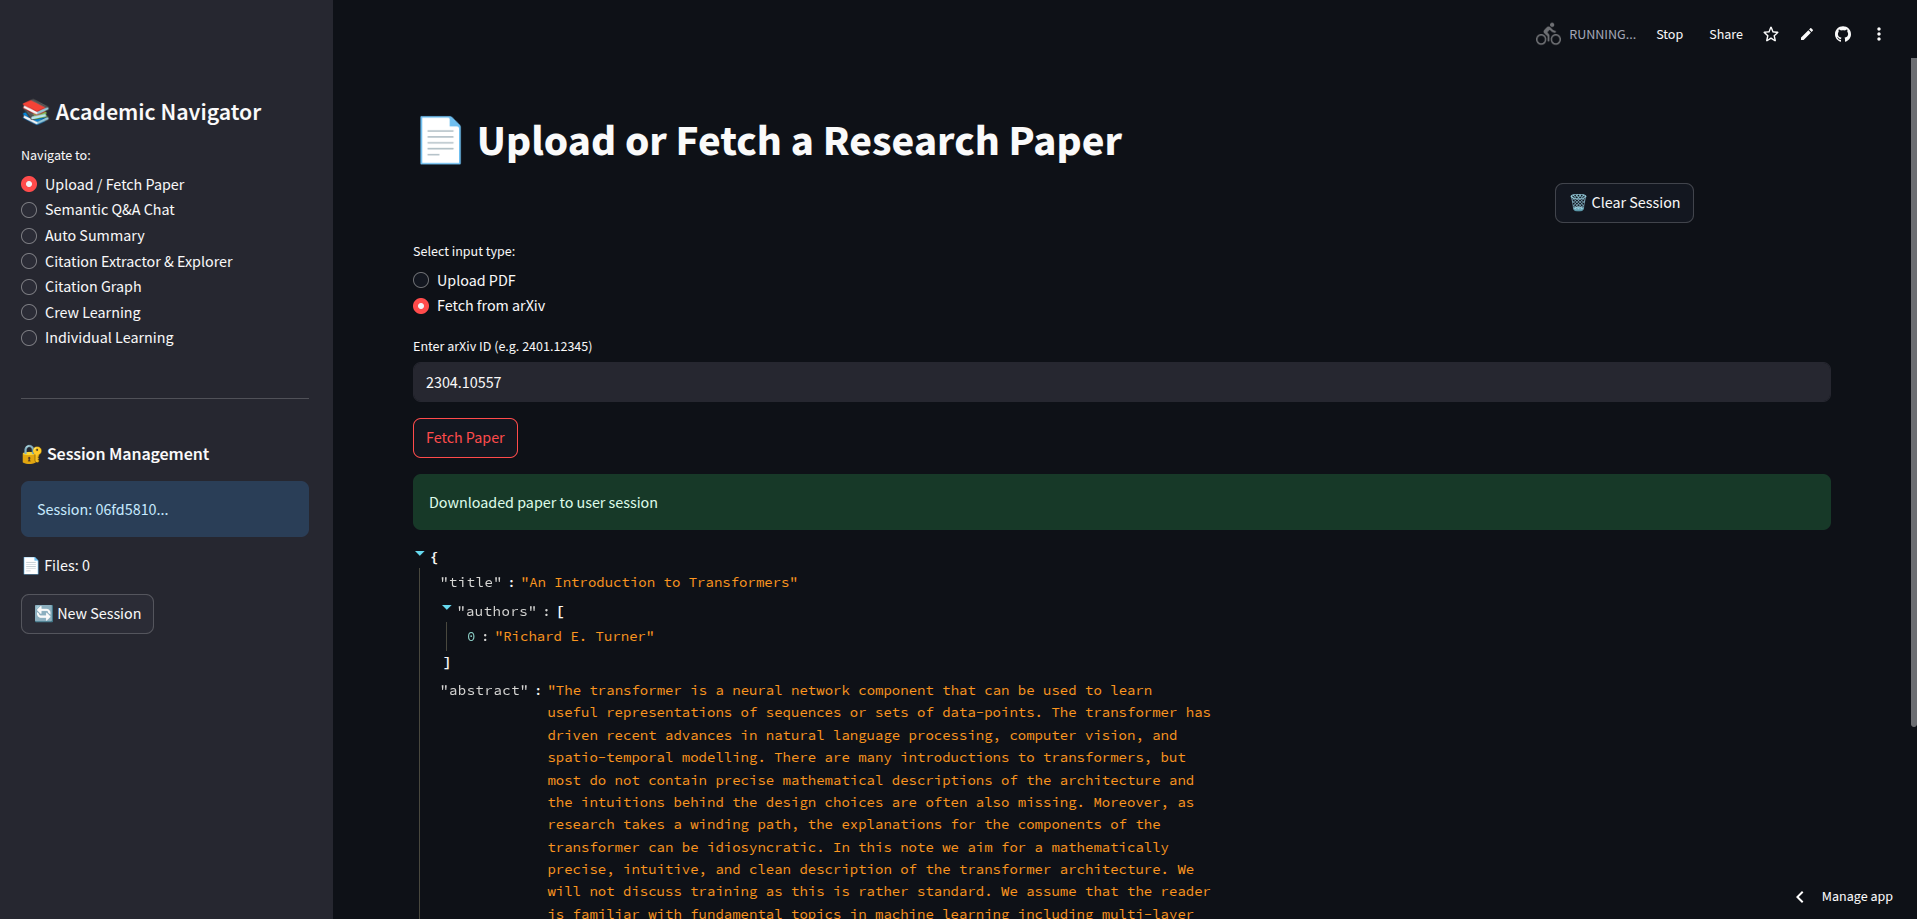 RUNNING...
Stop
Share
Academic Navigator
Navigate to:
Upload / Fetch Paper
Semantic Q&A Chat
Auto Summary
Citation Extractor & Explorer
Citation Graph
Crew Learning
Individual Learning
Session Management
Session: 06fd5810...
Files: 0
New Session
Upload or Fetch a Research Paper
Clear Session
Select input type:
Upload PDF
Fetch from arXiv
Enter arXiv ID (e.g. 2401.12345)
2304.10557
Fetch Paper
Downloaded paper to user session
{
"title" : "An Introduction to Transformers"
"authors" : [
0 : "Richard E. Turner"
]
"abstract" : "The transformer is a neural network component that can be used to learn
useful representations of sequences or sets of data-points. The transformer has
driven recent advances in natural language processing, computer vision, and
spatio-temporal modelling. There are many introductions to transformers, but
most do not contain precise mathematical descriptions of the architecture and
the intuitions behind the design choices are often also missing. Moreover, as
research takes a winding path, the explanations for the components of the
transformer can be idiosyncratic. In this note we aim for a mathematically
precise, intuitive, and clean description of the transformer architecture. We
will not discuss training as this is rather standard. We assume that the reader
is familiar with fundamental topics in machine learning including multi-layer
Manage app